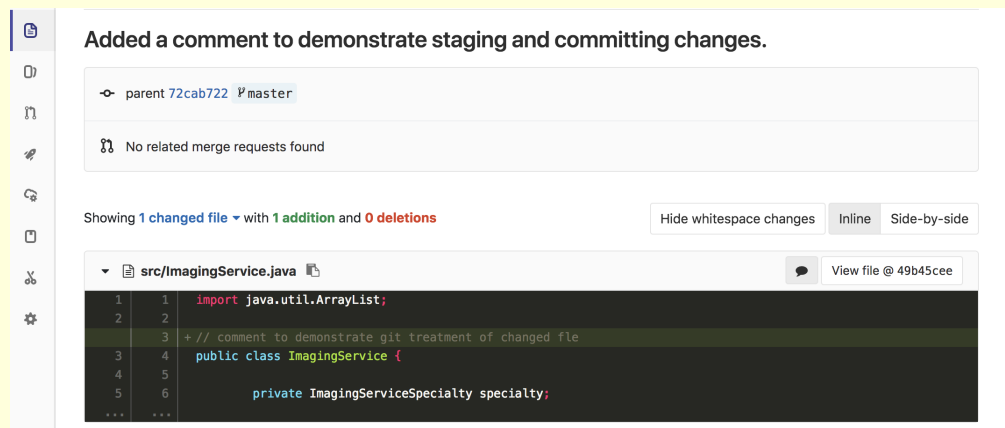 Added a comment to demonstrate staging and committing changes.
parent 72cab722 master
No related merge requests found
Showing 1 changed file with 1 addition and 0 deletions
Hide whitespace changes Inline Side-by-side
src/ImagingService.java
View file @ 49b45cee
1 1 import java.util.ArrayList;
2 2
3 + // comment to demonstrate git treatment of changed fle
3 4 public class ImagingService {
4 5
5 6 private ImagingServiceSpecialty specialty;
... ...